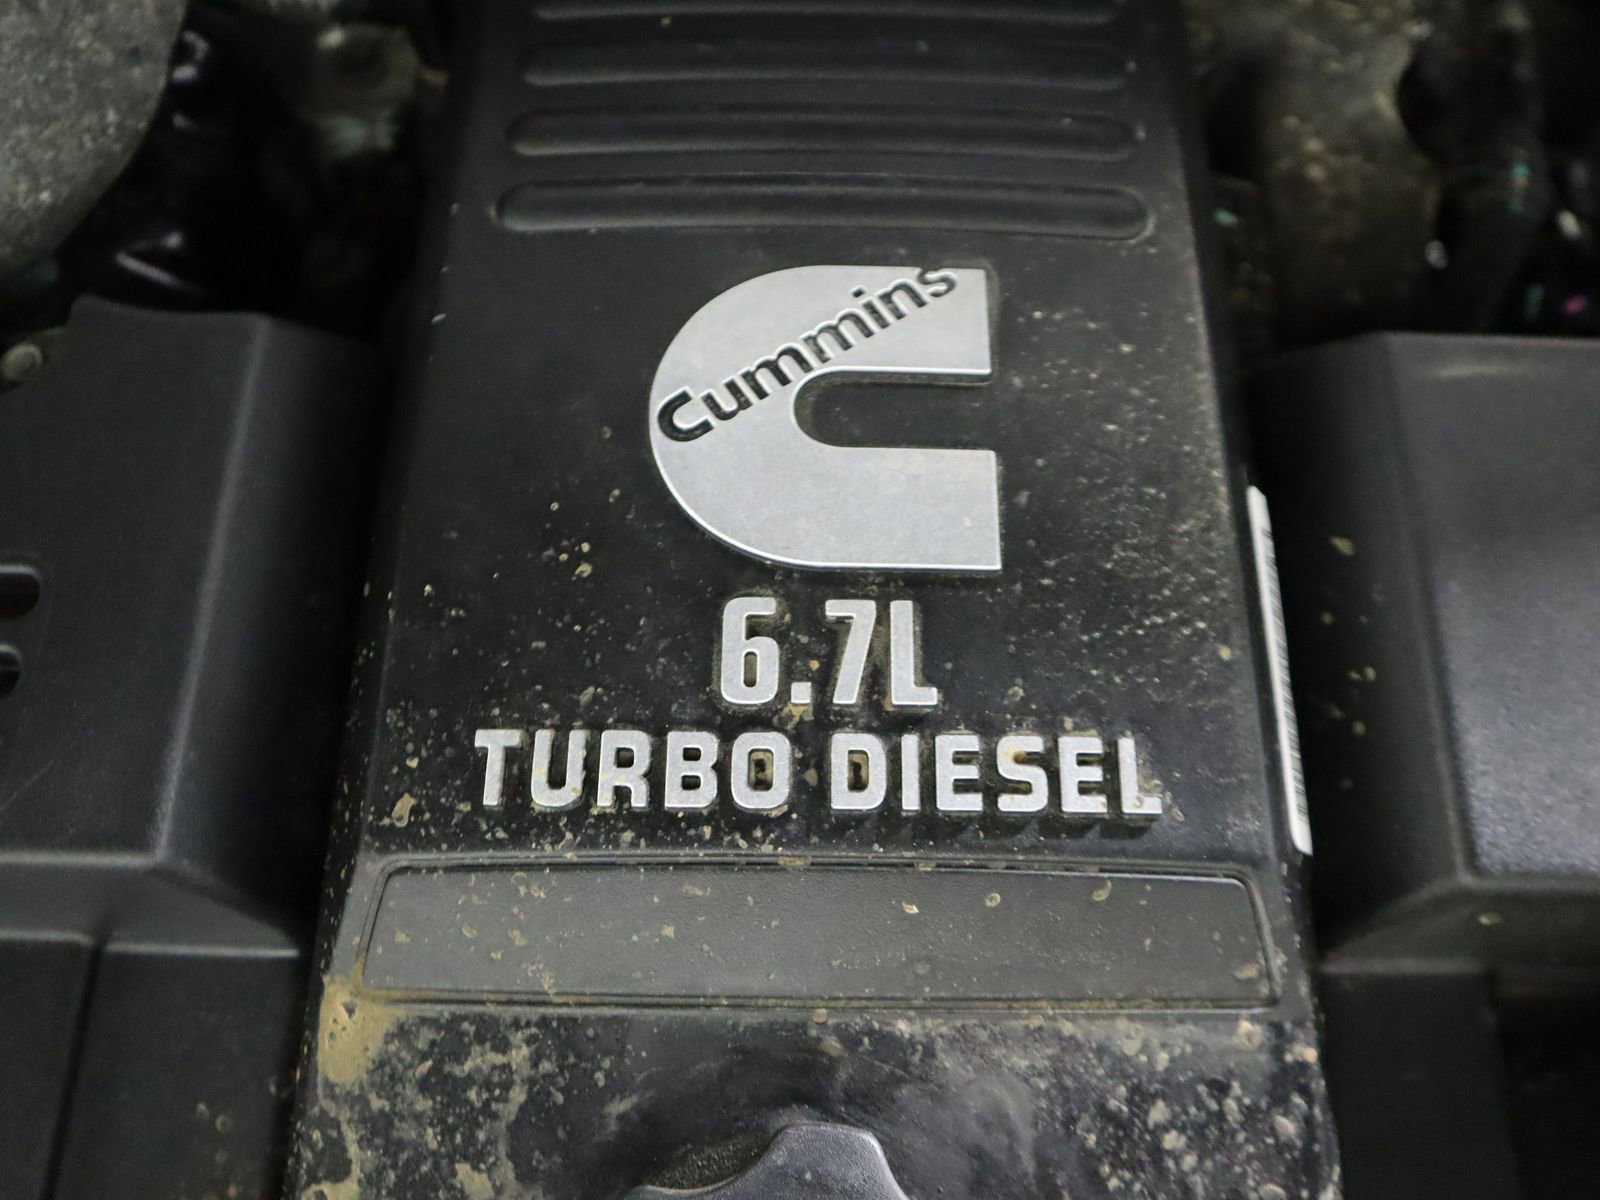 Cummins
6.7L
TURBO DIESEL